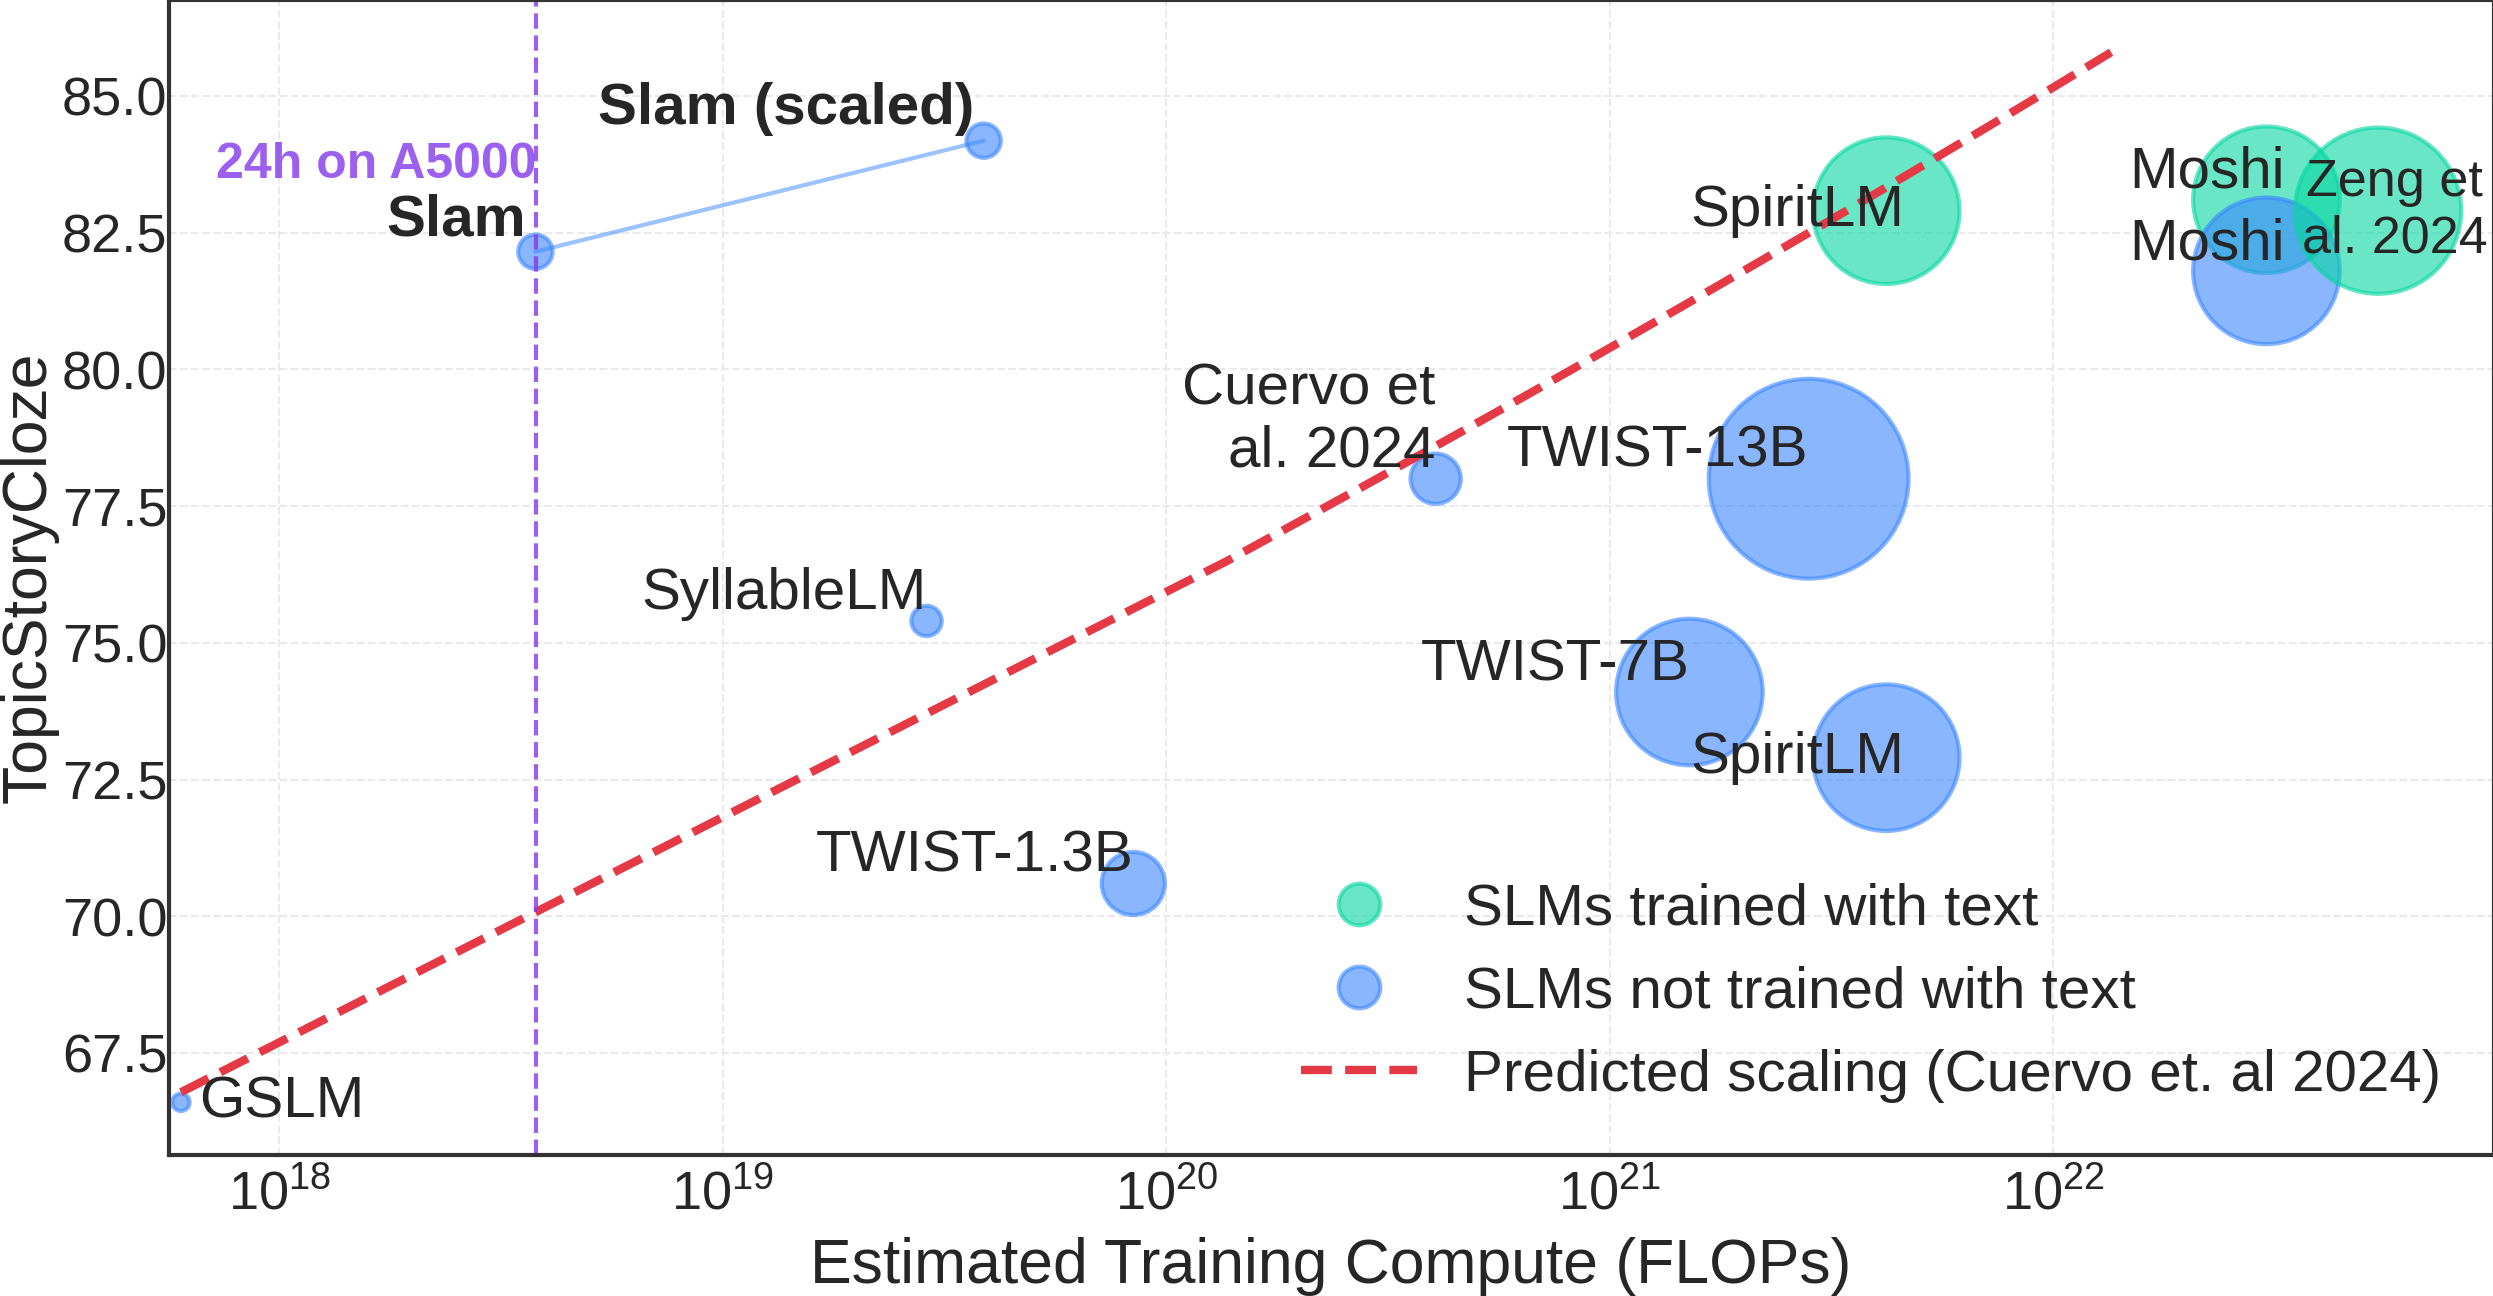 TopicStoryCloze
85.0
82.5
80.0
77.5
75.0
72.5
70.0
67.5
Slam (scaled)
24h on A5000
Slam
SpiritLM
Moshi
Zeng et
al. 2024
Moshi
Cuervo et
al. 2024
TWIST-13B
SyllableLM
TWIST-7B
SpiritLM
TWIST-1.3B
GSLM
SLMs trained with text
SLMs not trained with text
Predicted scaling (Cuervo et. al 2024)
10^18
10^19
10^20
10^21
10^22
Estimated Training Compute (FLOPs)